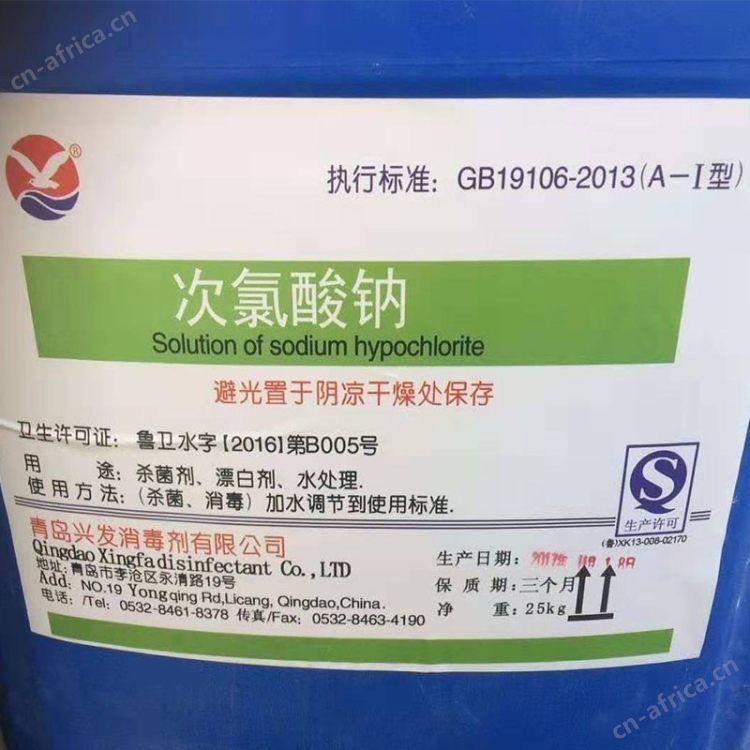 cn-africa.cn
®
执行标准：GB19106-2013(A-I型)
次氯酸钠
Solution of sodium hypochlorite
避光置于阴凉干燥处保存
卫生许可证：鲁卫水字【2016】第B005号
用 途：杀菌剂、漂白剂、水处理.
使用方法：（杀菌、消毒）加水调节到使用标准.
生产许可
(鲁)XK13-008-02170
青岛兴发消毒剂有限公司
Qingdao Xingfa disinfectant Co.,LTD
地址:青岛市李沧区永清路19号
Add: NO.19 Yongqing Rd,Licang, Qingdao,China.
电话：/Tel: 0532-8461-8378 传真/Fax: 0532-8463-4190
生产日期：
保 质 期：三个月
净 重：25kg
cn-africa.cn